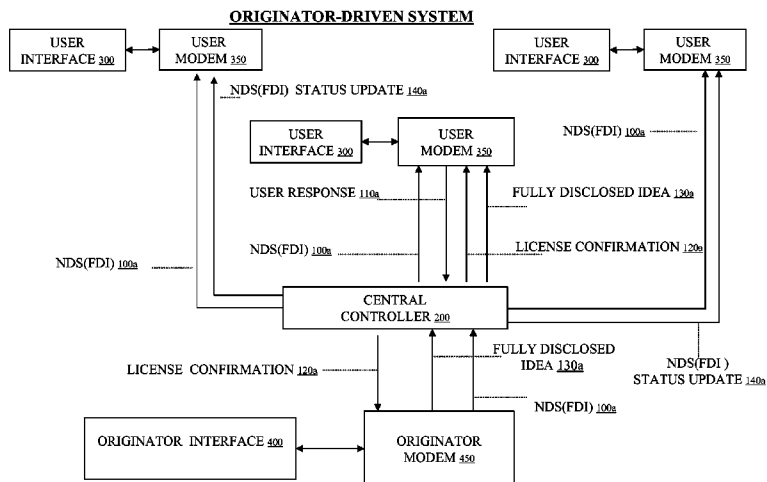 ORIGINATOR-DRIVEN SYSTEM
USER
INTERFACE 300
USER
MODEM 350
USER
INTERFACE 300
USER
MODEM 350
NDS(FDI) STATUS UPDATE 140a
USER
INTERFACE 300
USER
MODEM 350
NDS(FDI) 100a
USER RESPONSE 110a
FULLY DISCLOSED IDEA 130a
NDS(FDI) 100a
LICENSE CONFIRMATION 120a
NDS(FDI) 100a
CENTRAL
CONTROLLER 200
LICENSE CONFIRMATION 120a
FULLY DISCLOSED
IDEA 130a
NDS(FDI )
STATUS UPDATE 140a
NDS(FDI) 100a
ORIGINATOR INTERFACE 400
ORIGINATOR
MODEM 450